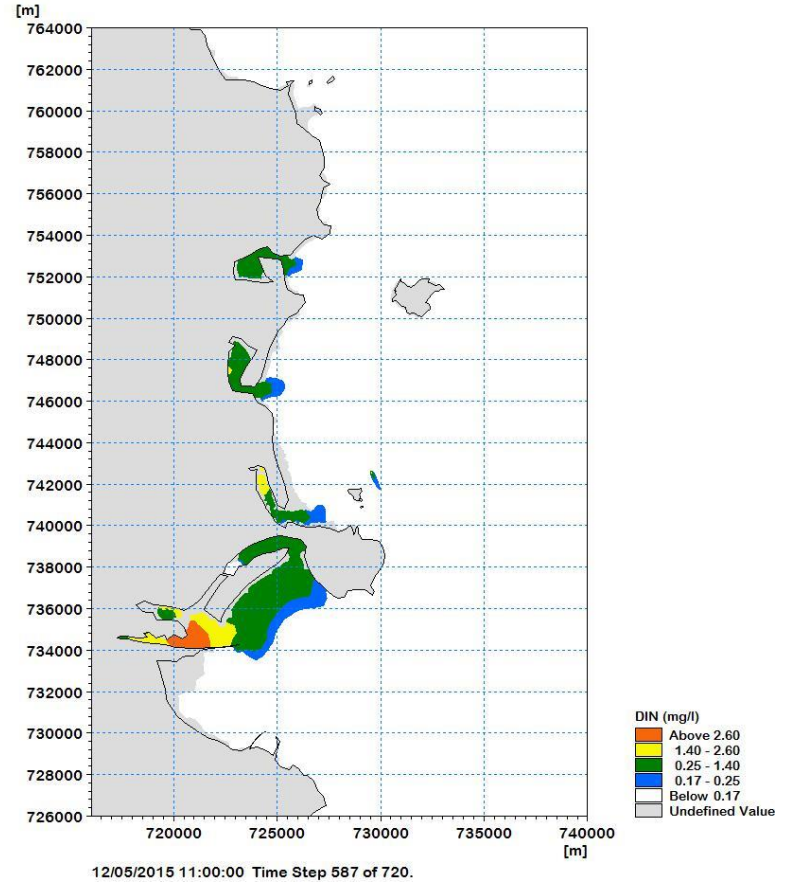 [m]
764000
762000
760000
758000
756000
754000
752000
750000
748000
746000
744000
742000
740000
738000
736000
734000
732000
730000
728000
726000
720000 725000 730000 735000 740000
[m]
DIN (mg/l)
Above 2.60
1.40 - 2.60
0.25 - 1.40
0.17 - 0.25
Below 0.17
Undefined Value
12/05/2015 11:00:00 Time Step 587 of 720.